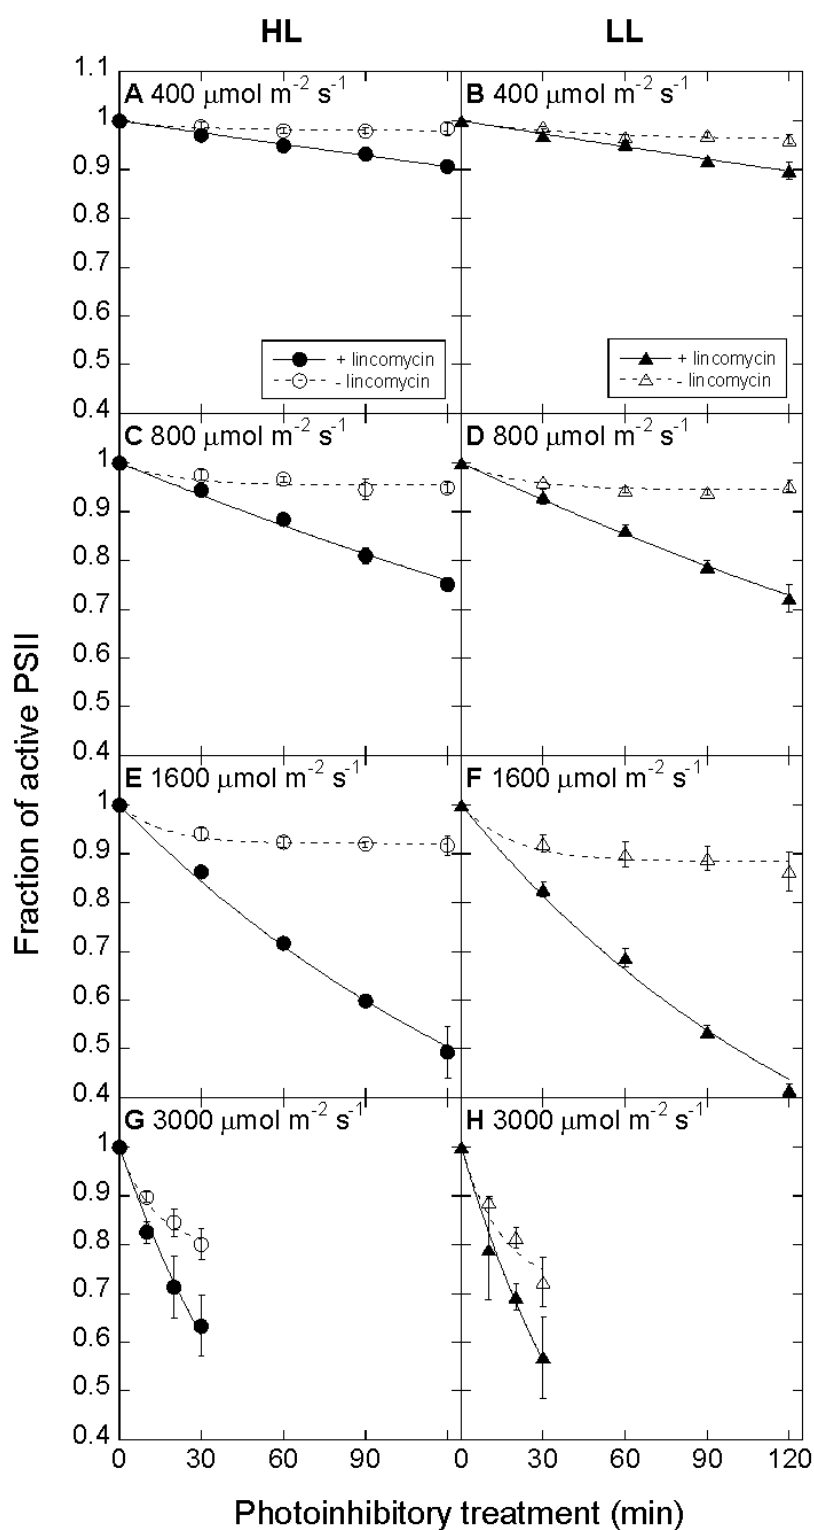 HL LL
1.1
A 400 μmol m-2 s-1 B 400 μmol m-2 s-1
1
0.9
0.8
0.7
0.6
+ lincomycin + lincomycin
0.5
- lincomycin - lincomycin
0.4
C 800 μmol m-2 s-1 D 800 μmol m-2 s-1
1
0.9
0.8
0.7
0.6
0.5
0.4
E 1600 μmol m-2 s-1 F 1600 μmol m-2 s-1
1
0.9
0.8
0.7
0.6
0.5
0.4
G 3000 μmol m-2 s-1 H 3000 μmol m-2 s-1
1
0.9
0.8
0.7
0.6
0.5
0.4
0 30 60 90 0 30 60 90 120
Photoinhibitory treatment (min)
Fraction of active PSII